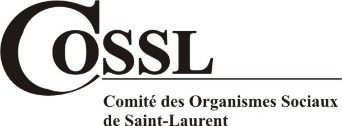 COSSL
Comité des Organismes Sociaux
de Saint-Laurent